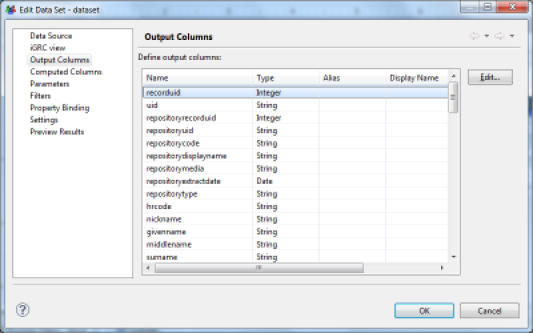 Edit Data Set - dataset
Data Source
iGRC view
Output Columns
Computed Columns
Parameters
Filters
Property Binding
Settings
Preview Results
Output Columns
Define output columns:
Name Type Alias Display Name
recorduid Integer
uid String
repositoryrecorduid Integer
repositoryuid String
repositorycode String
repositorydisplayname String
repositorymedia String
repositoryextractdate Date
repositorytype String
hrcode String
nickname String
givenname String
middlename String
surname String
Edit...
?
OK Cancel